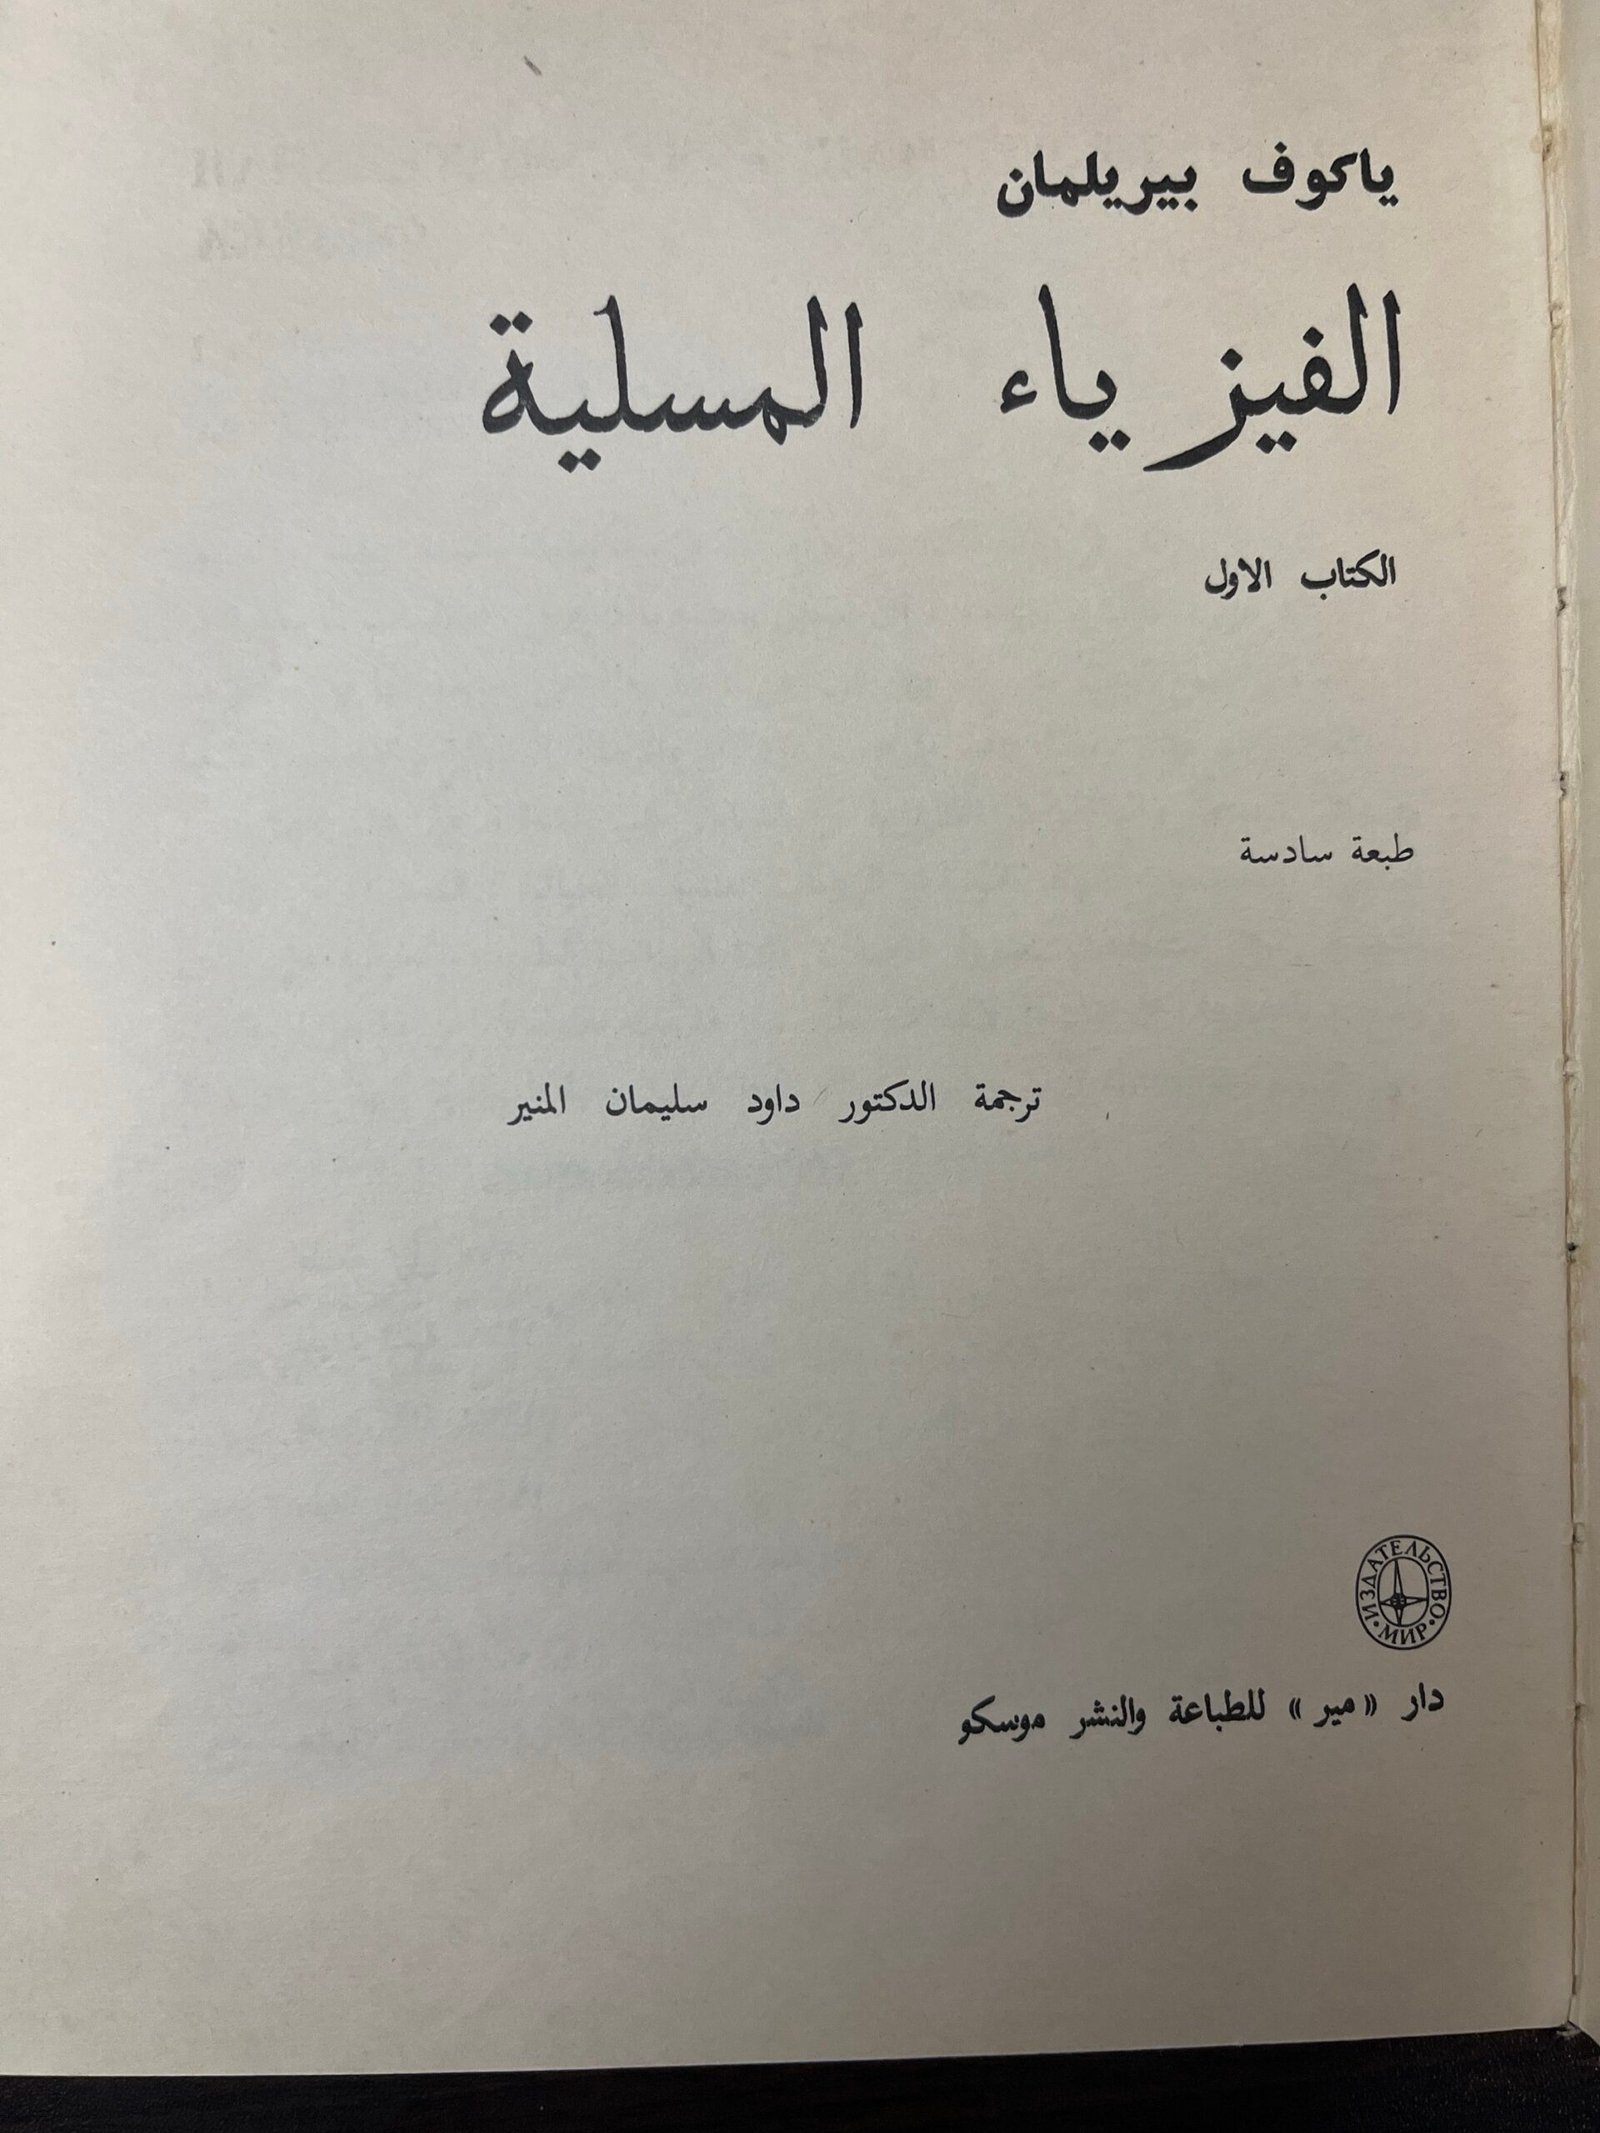 ياكوف بيريلمان
الفيزياء المسلية
الكتاب الاول
طبعة سادسة
ترجمة الدكتور داود سليمان المنير
ИЗДАТЕЛЬСТВО • МИР •
دار «مير» للطباعة والنشر موسكو